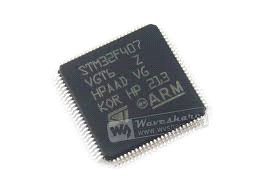 STM32F407
VGT6 Z
HPAAD VG
KOR HP 213
ARM
Waveshare